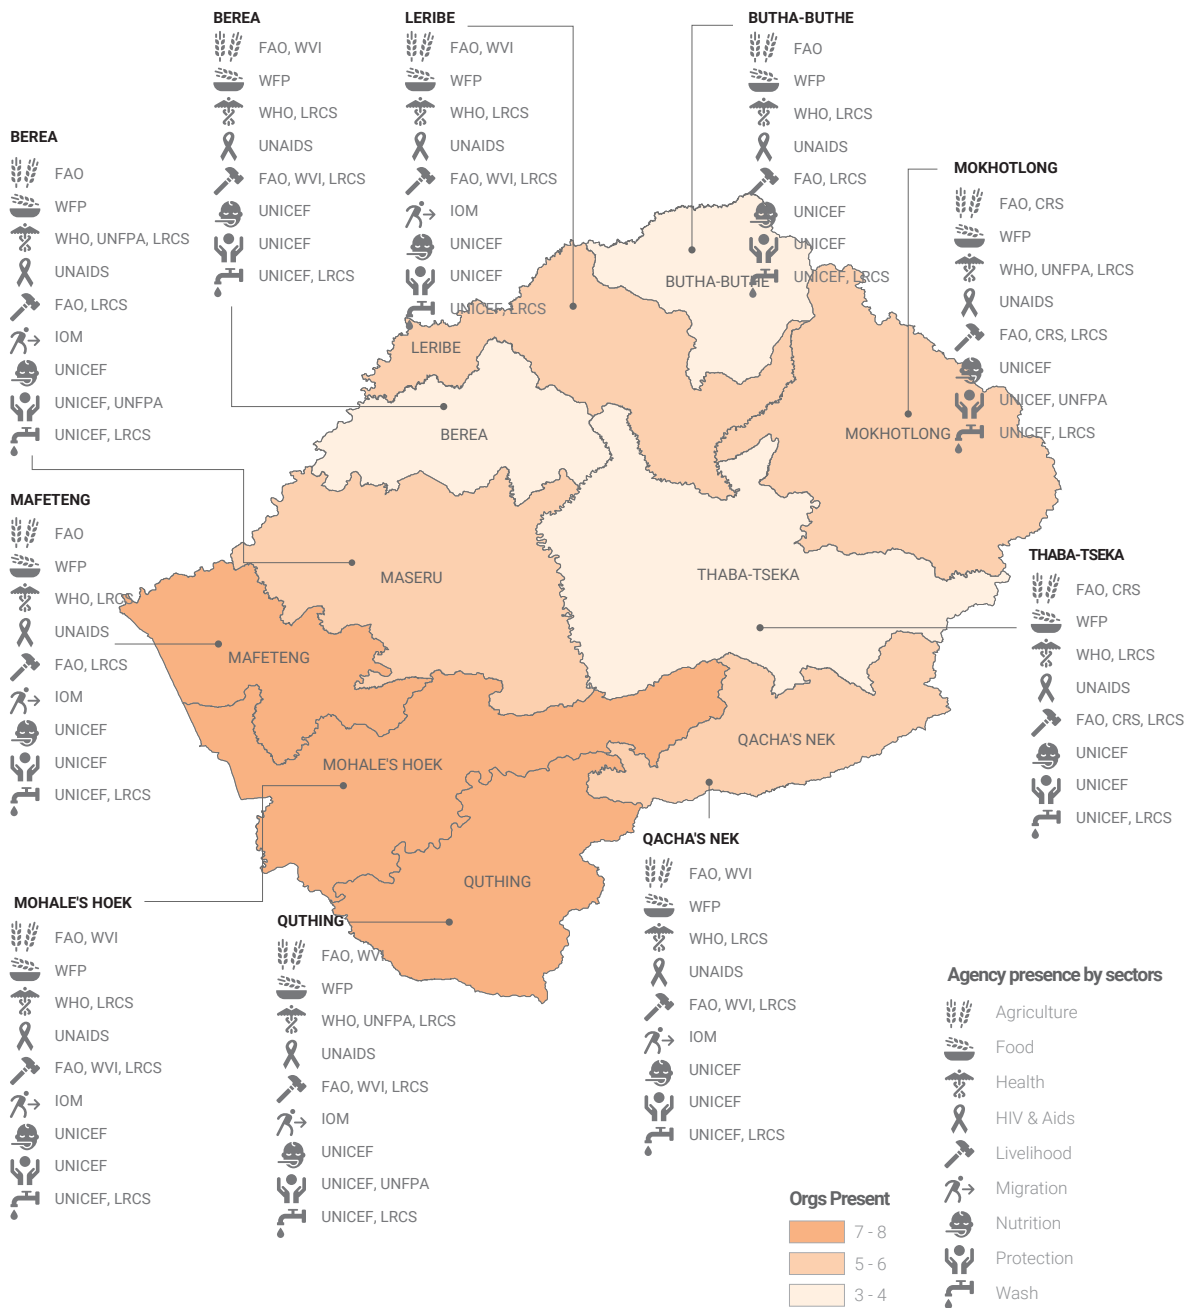 BEREA
FAO, WVI
WFP
WHO, LRCS
UNAIDS
FAO, WVI, LRCS
UNICEF
UNICEF
UNICEF, LRCS
LERIBE
FAO, WVI
WFP
WHO, LRCS
UNAIDS
FAO, WVI, LRCS
IOM
UNICEF
UNICEF
UNICEF, LRCS
BUTHA-BUTHE
FAO
WFP
WHO, LRCS
UNAIDS
FAO, LRCS
UNICEF
UNICEF
UNICEF, LRCS
BEREA
FAO
WFP
WHO, UNFPA, LRCS
UNAIDS
FAO, LRCS
IOM
UNICEF
UNICEF, UNFPA
UNICEF, LRCS
MOKHOTLONG
FAO, CRS
WFP
WHO, UNFPA, LRCS
UNAIDS
FAO, CRS, LRCS
UNICEF
UNICEF, UNFPA
UNICEF, LRCS
BUTHA-BUTHE
LERIBE
BEREA
MOKHOTLONG
MASERU
THABA-TSEKA
MAFETENG
MOHALE'S HOEK
QACHA'S NEK
QUTHING
MAFETENG
FAO
WFP
WHO, LRCS
UNAIDS
FAO, LRCS
IOM
UNICEF
UNICEF
UNICEF, LRCS
THABA-TSEKA
FAO, CRS
WFP
WHO, LRCS
UNAIDS
FAO, CRS, LRCS
UNICEF
UNICEF
UNICEF, LRCS
MOHALE'S HOEK
FAO, WVI
WFP
WHO, LRCS
UNAIDS
FAO, WVI, LRCS
IOM
UNICEF
UNICEF
UNICEF, LRCS
QUTHING
FAO, WVI
WFP
WHO, UNFPA, LRCS
UNAIDS
FAO, WVI, LRCS
IOM
UNICEF
UNICEF, UNFPA
UNICEF, LRCS
QACHA'S NEK
FAO, WVI
WFP
WHO, LRCS
UNAIDS
FAO, WVI, LRCS
IOM
UNICEF
UNICEF
UNICEF, LRCS
Orgs Present
7 - 8
5 - 6
3 - 4
Agency presence by sectors
Agriculture
Food
Health
HIV & Aids
Livelihood
Migration
Nutrition
Protection
Wash